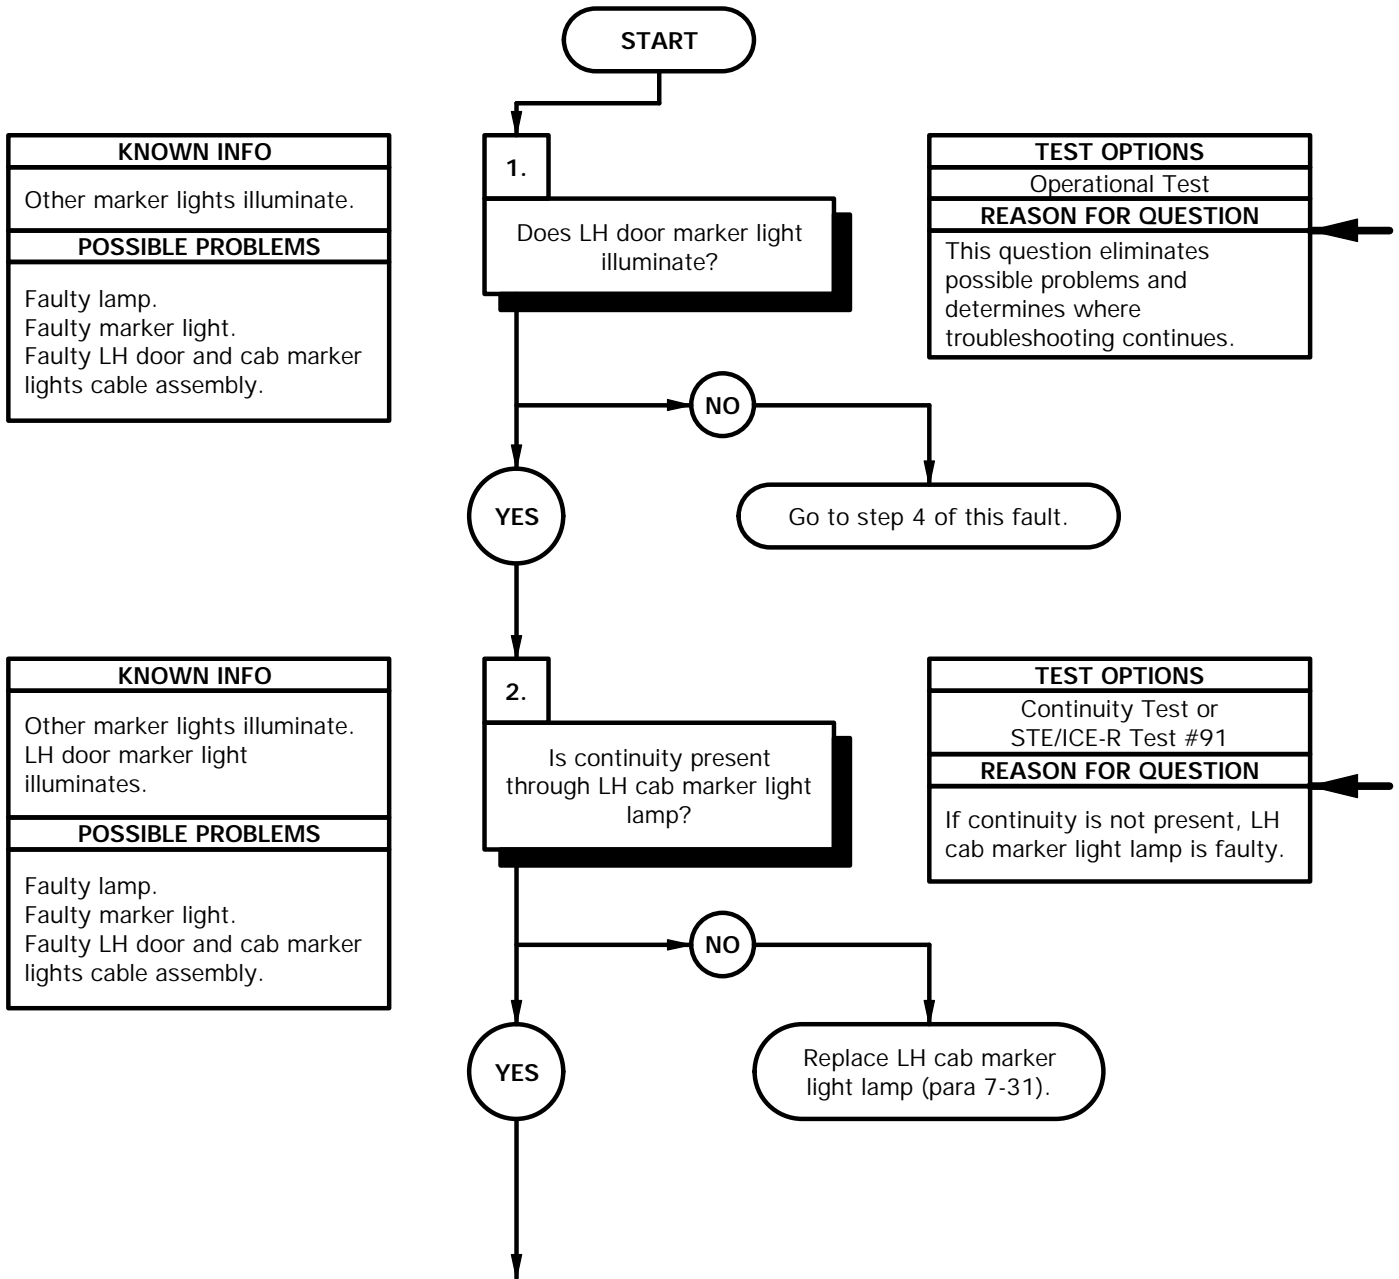 START
KNOWN INFO
Other marker lights illuminate.
POSSIBLE PROBLEMS
Faulty lamp.
Faulty marker light.
Faulty LH door and cab marker
lights cable assembly.
1.
Does LH door marker light
illuminate?
TEST OPTIONS
Operational Test
REASON FOR QUESTION
This question eliminates
possible problems and
determines where
troubleshooting continues.
NO
YES
Go to step 4 of this fault.
KNOWN INFO
Other marker lights illuminate.
LH door marker light
illuminates.
POSSIBLE PROBLEMS
Faulty lamp.
Faulty marker light.
Faulty LH door and cab marker
lights cable assembly.
2.
Is continuity present
through LH cab marker light
lamp?
TEST OPTIONS
Continuity Test or
STE/ICE-R Test #91
REASON FOR QUESTION
If continuity is not present, LH
cab marker light lamp is faulty.
NO
YES
Replace LH cab marker
light lamp (para 7-31).